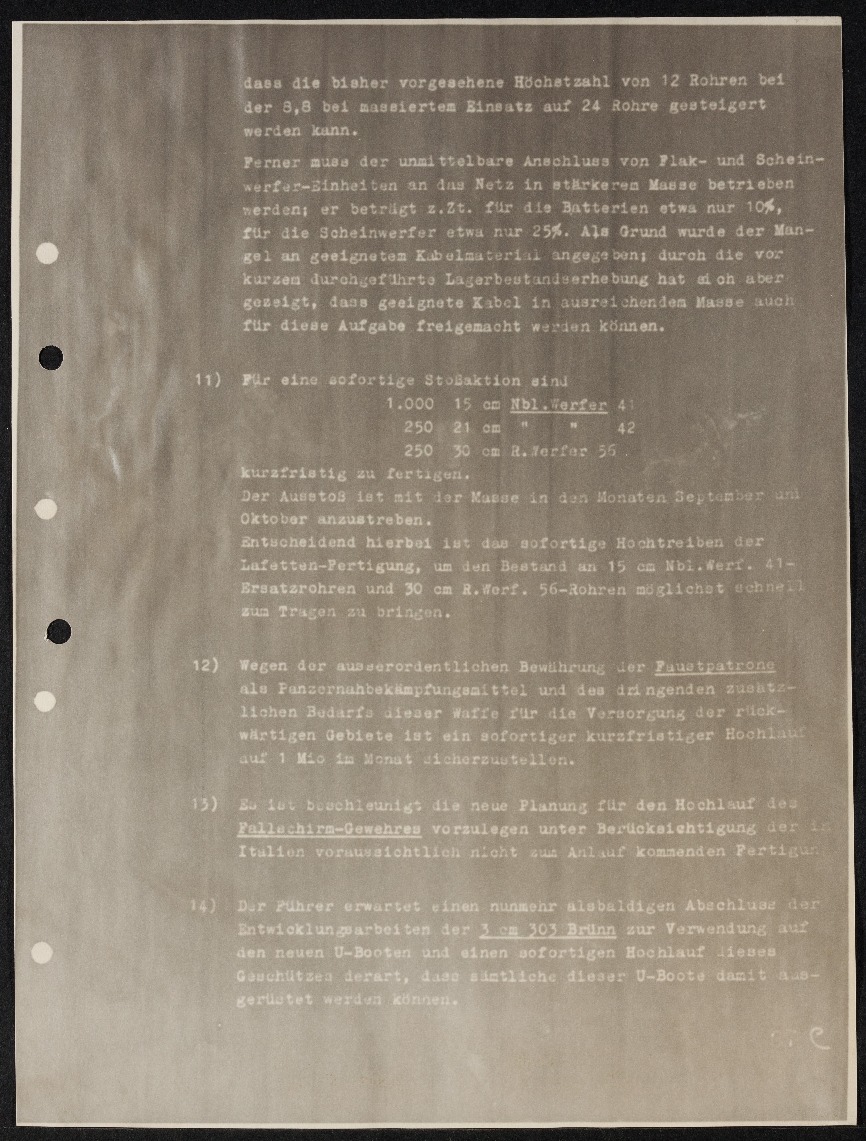 dass die bisher vorgesehene Höchstzahl von 12 Rohren bei
der 8,8 bei massiertem Einsatz auf 24 Rohre gesteigert
werden kann.
Ferner muss der unmittelbare Anschluss von Flak- und Schein-
werfer-Einheiten an das Netz in stärkerem Masse betrieben
werden; er beträgt z.Zt. für die Batterien etwa nur 10%,
für die Scheinwerfer etwa nur 25%. Als Grund wurde der Man-
gel an geeignetem Kabelmaterial angegeben; durch die vor
kurzem durchgeführte Lagerbestandserhebung hat sich aber
gezeigt, dass geeignete Kabel in ausreichendem Masse auch
für diese Aufgabe freigemacht werden können.
11) Für eine sofortige Stoßaktion sind
1.000 15 cm Nbl.Werfer 41
250 21 cm " " 42
250 30 cm R.Werfer 56
kurzfristig zu fertigen.
Der Ausstoß ist mit der Masse in den Monaten September und
Oktober anzustreben.
Entscheidend hierbei ist das sofortige Hochtreiben der
Lafetten-Fertigung, um den Bestand an 15 cm Nbl.Werf. 41-
Ersatzrohren und 30 cm R.Werf. 56-Rohren möglichst schnell
zum Tragen zu bringen.
12) Wegen der ausserordentlichen Bewährung der Faustpatrone
als Panzernahbekämpfungsmittel und des dringenden zusätz-
lichen Bedarfs dieser Waffe für die Versorgung der rück-
wärtigen Gebiete ist ein sofortiger kurzfristiger Hochlauf
auf 1 Mio im Monat sicherzustellen.
13) Es ist beschleunigt die neue Planung für den Hochlauf des
Fallschirm-Gewehres vorzulegen unter Berücksichtigung der in
Italien voraussichtlich nicht zum Anlauf kommenden Fertigun
14) Der Führer erwartet einen nunmehr alsbaldigen Abschluss der
Entwicklungsarbeiten der 3 cm 303 Brünn zur Verwendung auf
den neuen U-Booten und einen sofortigen Hochlauf dieses
Geschützes derart, dass sämtliche dieser U-Boote damit aus-
gerüstet werden können.